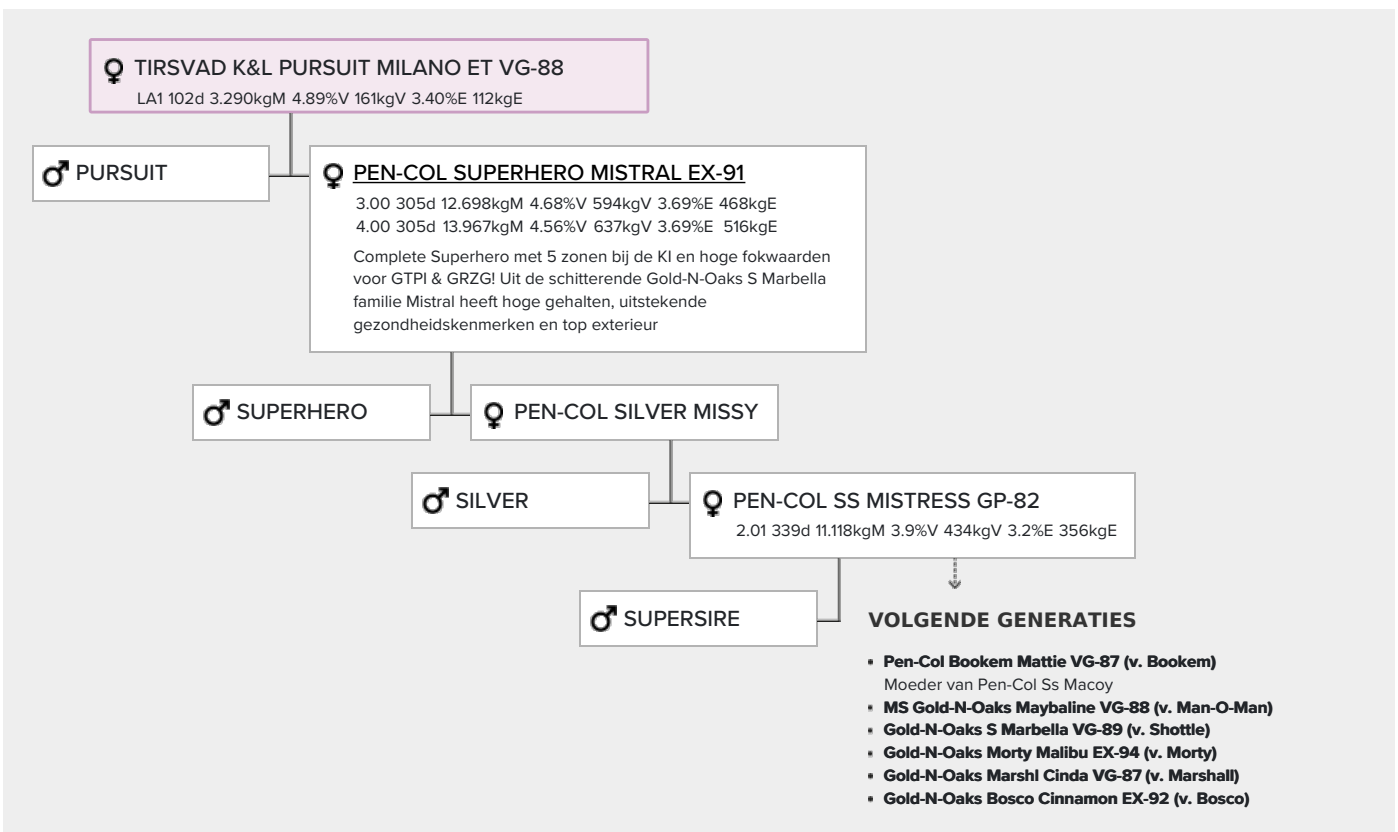 TIRSVAD K&L PURSUIT MILANO ET VG-88
LA1 102d 3.290kgM 4.89%V 161kgV 3.40%E 112kgE
PURSUIT
PEN-COL SUPERHERO MISTRAL EX-91
3.00 305d 12.698kgM 4.68%V 594kgV 3.69%E 468kgE
4.00 305d 13.967kgM 4.56%V 637kgV 3.69%E 516kgE
Complete Superhero met 5 zonen bij de KI en hoge fokwaarden
voor GTPI & GRZG! Uit de schitterende Gold-N-Oaks S Marbella
familie Mistral heeft hoge gehalten, uitstekende
gezondheidskenmerken en top exterieur
SUPERHERO
PEN-COL SILVER MISSY
SILVER
PEN-COL SS MISTRESS GP-82
2.01 339d 11.118kgM 3.9%V 434kgV 3.2%E 356kgE
SUPERSIRE
VOLGENDE GENERATIES
• Pen-Col Bookem Mattie VG-87 (v. Bookem)
Moeder van Pen-Col Ss Macoy
• MS Gold-N-Oaks Maybaline VG-88 (v. Man-O-Man)
• Gold-N-Oaks S Marbella VG-89 (v. Shottle)
• Gold-N-Oaks Morty Malibu EX-94 (v. Morty)
• Gold-N-Oaks Marshl Cinda VG-87 (v. Marshall)
• Gold-N-Oaks Bosco Cinnamon EX-92 (v. Bosco)